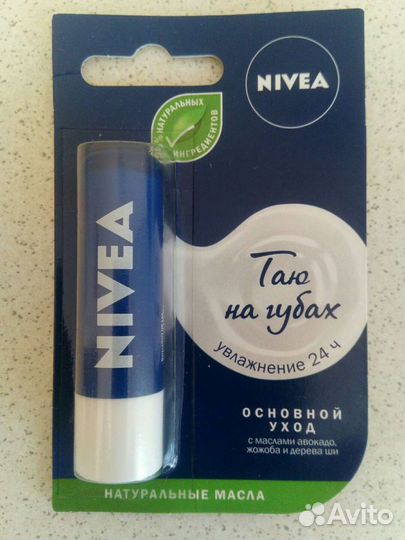 NIVEA
НАТУРАЛЬНЫХ
ИНГРЕДИЕНТОВ
NIVEA
Таю
на губах
увлажнение 24 ч
ОСНОВНОЙ
УХОД
с маслами авокадо,
жожоба и дерева ши
НАТУРАЛЬНЫЕ МАСЛА
Avito